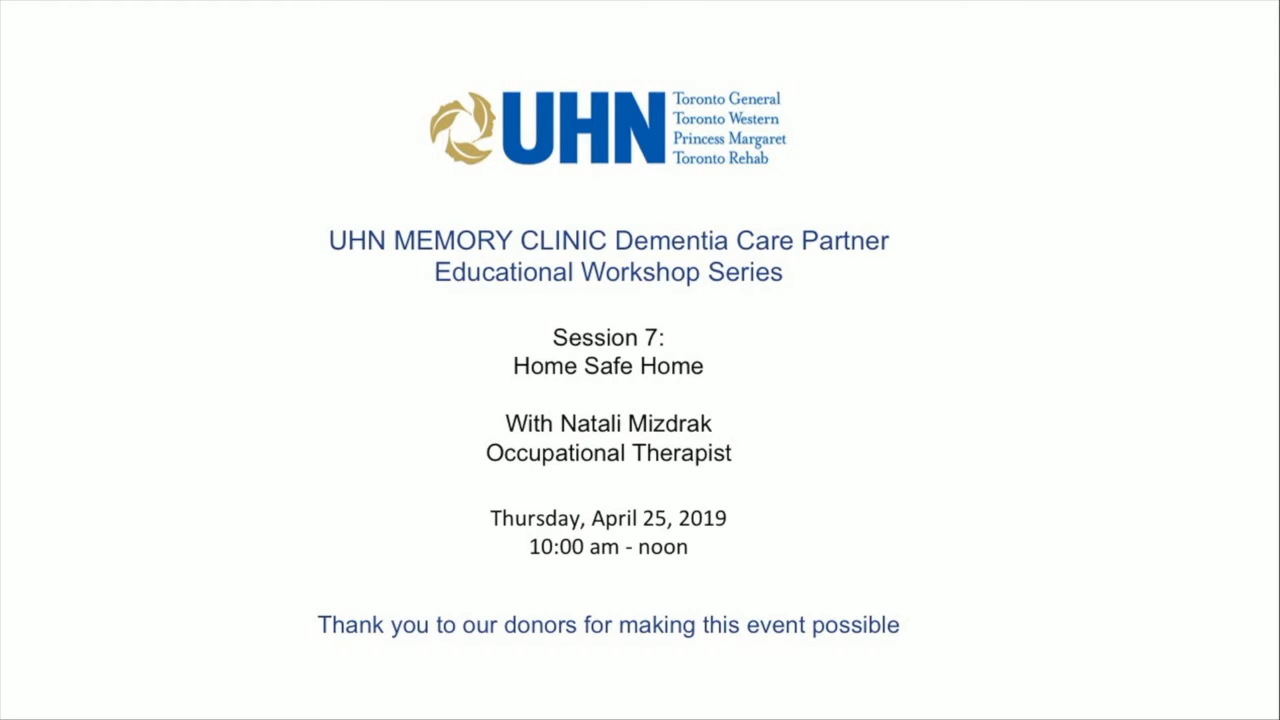 UHN
Toronto General
Toronto Western
Princess Margaret
Toronto Rehab
UHN MEMORY CLINIC Dementia Care Partner
Educational Workshop Series
Session 7:
Home Safe Home
With Natali Mizdrak
Occupational Therapist
Thursday, April 25, 2019
10:00 am - noon
Thank you to our donors for making this event possible